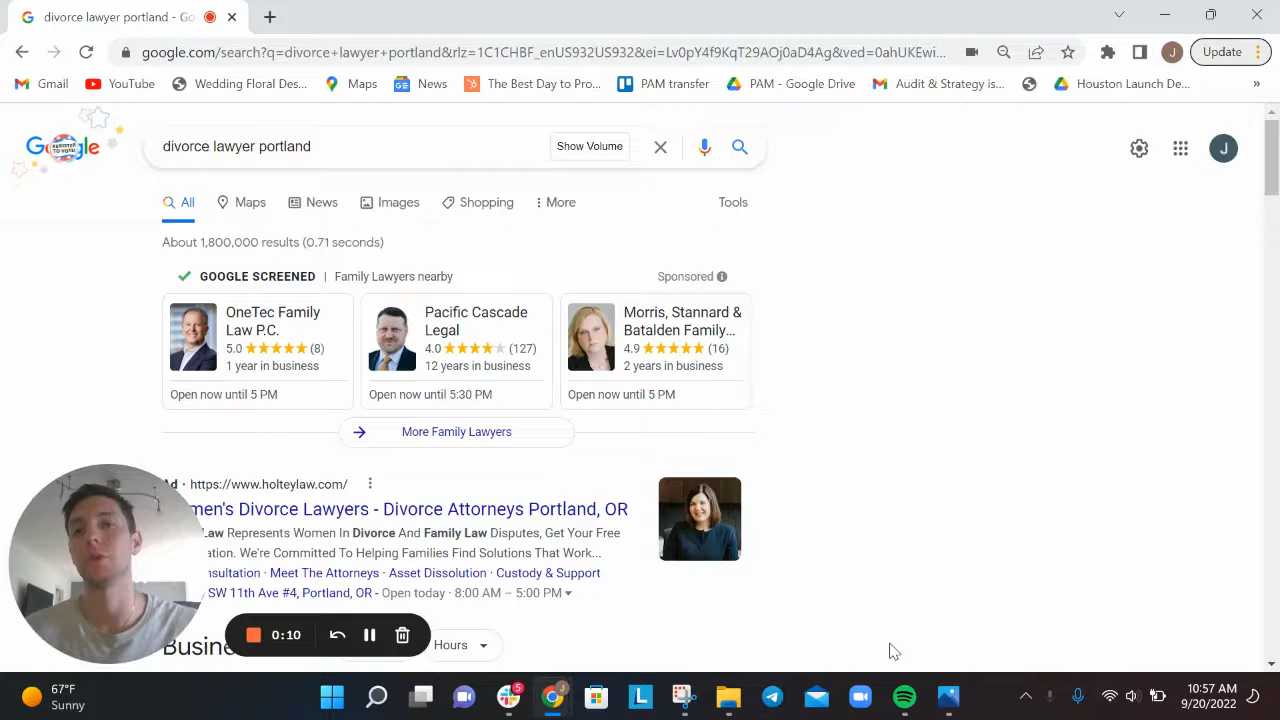 divorce lawyer portland - Go
google.com/search?q=divorce+lawyer+portland&rlz=1C1CHBF_enUS932US932&ei=Lv0pY4f9KqT29AOj0aD4Ag&ved=0ahUKEwi...
J
Update
Gmail
YouTube
Wedding Floral Des...
Maps
News
The Best Day to Pro...
PAM transfer
PAM - Google Drive
Audit & Strategy is...
Houston Launch De...
»
Google
REGISTER TO VOTE!
divorce lawyer portland
Show Volume
J
All
Maps
News
Images
Shopping
More
Tools
About 1,800,000 results (0.71 seconds)
GOOGLE SCREENED | Family Lawyers nearby
Sponsored
OneTec Family
Law P.C.
5.0 ★★★★★ (8)
1 year in business
Open now until 5 PM
Pacific Cascade
Legal
4.0 ★★★★★ (127)
12 years in business
Open now until 5:30 PM
Morris, Stannard &
Batalden Family...
4.9 ★★★★★ (16)
2 years in business
Open now until 5 PM
More Family Lawyers
Ad · https://www.holteylaw.com/
men's Divorce Lawyers - Divorce Attorneys Portland, OR
Law Represents Women In Divorce And Family Law Disputes, Get Your Free
ation. We're Committed To Helping Families Find Solutions That Work...
nsultation · Meet The Attorneys · Asset Dissolution · Custody & Support
SW 11th Ave #4, Portland, OR - Open today · 8:00 AM – 5:00 PM
0:10
Busine
Hours
67°F
Sunny
5
J
L
10:57 AM
9/20/2022